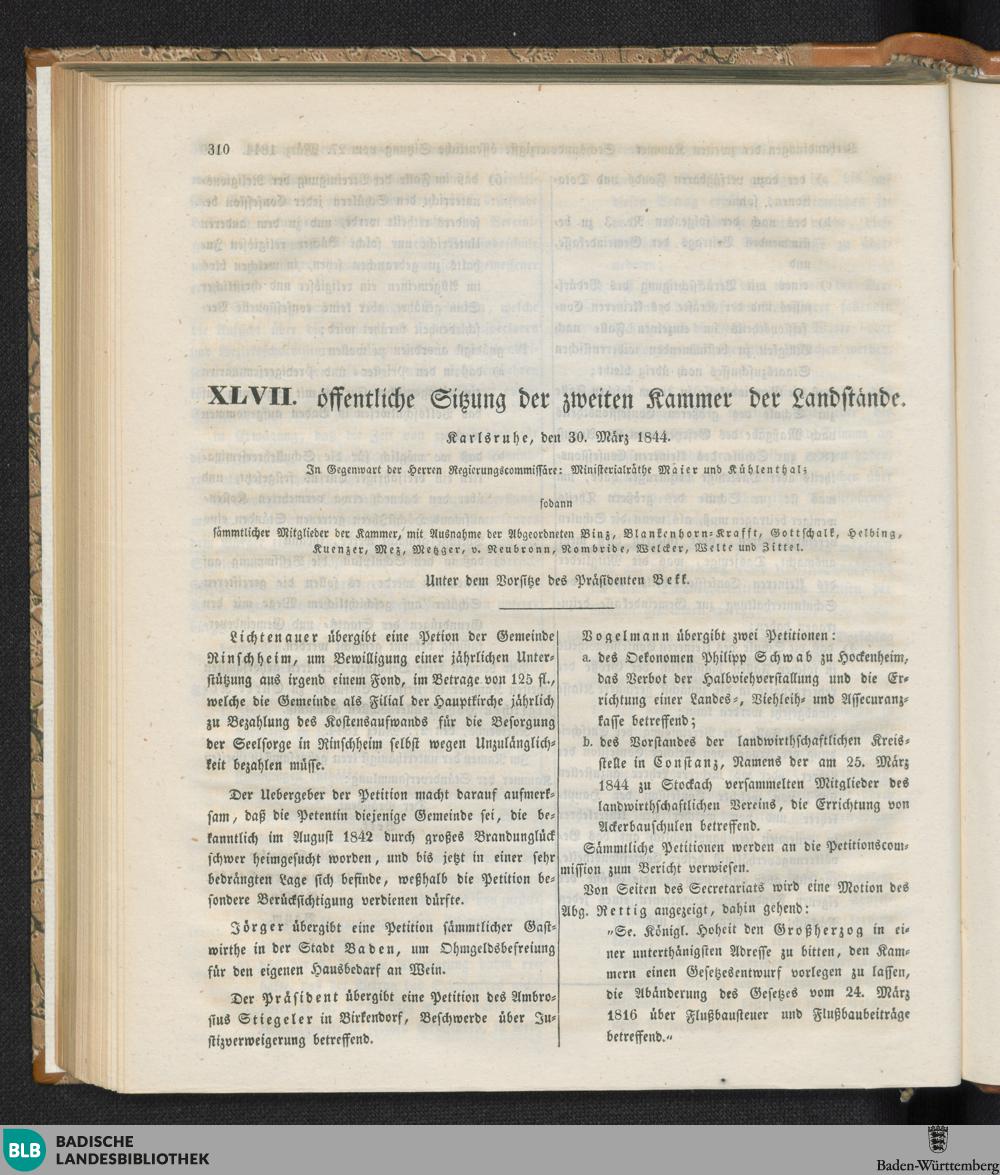 310
XLVII. öffentliche Sitzung der zweiten Kammer der Landstände.
Karlsruhe, den 30. März 1844.
In Gegenwart der Herren Regierungscommissäre: Ministerialräthe Maier und Kühlenthal;
sodann
sämmtlicher Mitglieder der Kammer, mit Ausnahme der Abgeordneten Binz, Blankenhorn-Krafft, Gottschalk, Helbing,
Kuenzer, Mez, Metzger, v. Neubronn, Nombride, Welcker, Welte und Zittel.
Unter dem Vorsitze des Präsidenten Bekk.
Lichtenauer übergibt eine Petion der Gemeinde
Rinschheim, um Bewilligung einer jährlichen Unter-
stützung aus irgend einem Fond, im Betrage von 125 fl.,
welche die Gemeinde als Filial der Hauptkirche jährlich
zu Bezahlung des Kostensaufwands für die Besorgung
der Seelsorge in Rinschheim selbst wegen Unzulänglich-
keit bezahlen müsse.
Der Uebergeber der Petition macht darauf aufmerk-
sam, daß die Petentin diejenige Gemeinde sei, die be-
kanntlich im August 1842 durch großes Brandunglück
schwer heimgesucht worden, und bis jetzt in einer sehr
bedrängten Lage sich befinde, weßhalb die Petition be-
sondere Berücksichtigung verdienen dürfte.
Jörger übergibt eine Petition sämmtlicher Gast-
wirthe in der Stadt Baden, um Ohmgeldsbefreiung
für den eigenen Hausbedarf an Wein.
Der Präsident übergibt eine Petition des Ambro-
sius Stiegeler in Birkendorf, Beschwerde über Ju-
stizverweigerung betreffend.
Vogelmann übergibt zwei Petitionen:
a. des Oekonomen Philipp Schwab zu Hockenheim,
das Verbot der Halbviehverstallung und die Er-
richtung einer Landes-, Viehleih- und Assecuranz-
kasse betreffend;
b. des Vorstandes der landwirthschaftlichen Kreis-
stelle in Constanz, Namens der am 25. März
1844 zu Stockach versammelten Mitglieder des
landwirthschaftlichen Vereins, die Errichtung von
Ackerbauschulen betreffend.
Sämmtliche Petitionen werden an die Petitionscom-
mission zum Bericht verwiesen.
Von Seiten des Secretariats wird eine Motion des
Abg. Rettig angezeigt, dahin gehend:
„Se. Königl. Hoheit den Großherzog in ei-
ner unterthänigsten Adresse zu bitten, den Kam-
mern einen Gesetzesentwurf vorlegen zu lassen,
die Abänderung des Gesetzes vom 24. März
1816 über Flußbausteuer und Flußbaubeiträge
betreffend.“
BLB BADISCHE
LANDESBIBLIOTHEK
Baden-Württemberg